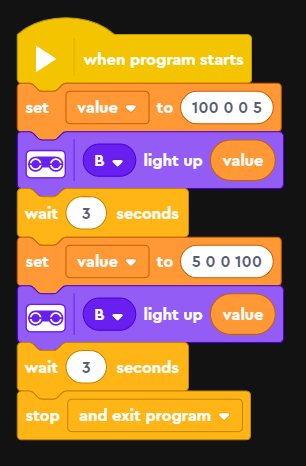 when program starts
set value to 100 0 0 5
B light up value
wait 3 seconds
set value to 5 0 0 100
B light up value
wait 3 seconds
stop and exit program